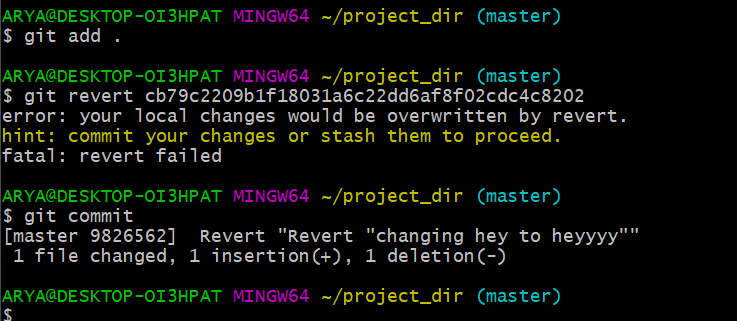 ARYA@DESKTOP-OI3HPAT MINGW64 ~/project_dir (master)
$ git add .
ARYA@DESKTOP-OI3HPAT MINGW64 ~/project_dir (master)
$ git revert cb79c2209b1f18031a6c22dd6af8f02cdc4c8202
error: your local changes would be overwritten by revert.
hint: commit your changes or stash them to proceed.
fatal: revert failed
ARYA@DESKTOP-OI3HPAT MINGW64 ~/project_dir (master)
$ git commit
[master 9826562]  Revert "Revert "changing hey to heyyyy""
 1 file changed, 1 insertion(+), 1 deletion(-)
ARYA@DESKTOP-OI3HPAT MINGW64 ~/project_dir (master)
$